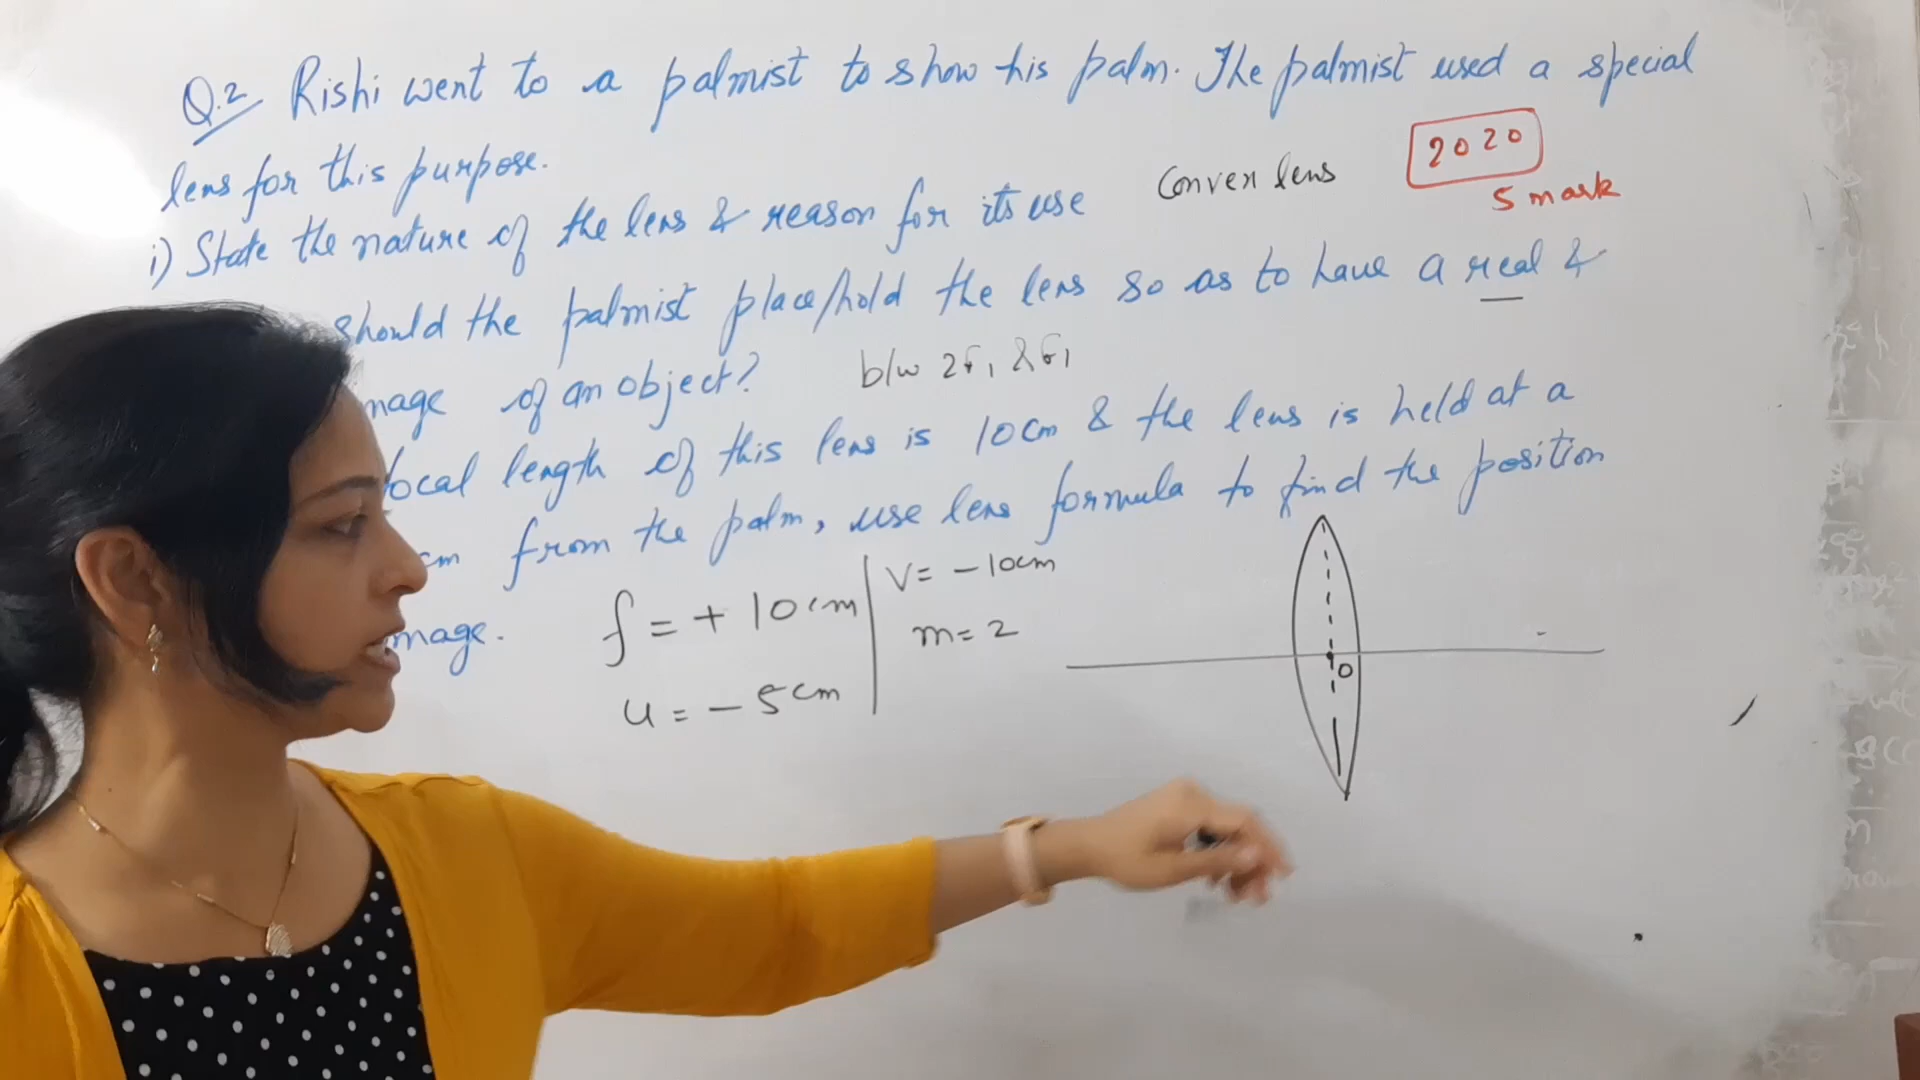 Q.2 Rishi went to a palmist to show his palm. The palmist used a special
lens for this purpose.
2020
5 mark
i) State the nature of the lens & reason for its use
Convex lens
should the palmist place/hold the lens so as to have a real &
mage of an object?
b/w 2F1 & F1
focal length of this lens is 10cm & the lens is held at a
cm from the palm, use lens formula to find the position
mage.
f = + 10cm
u = - 5cm
v = - 10cm
m = 2
O